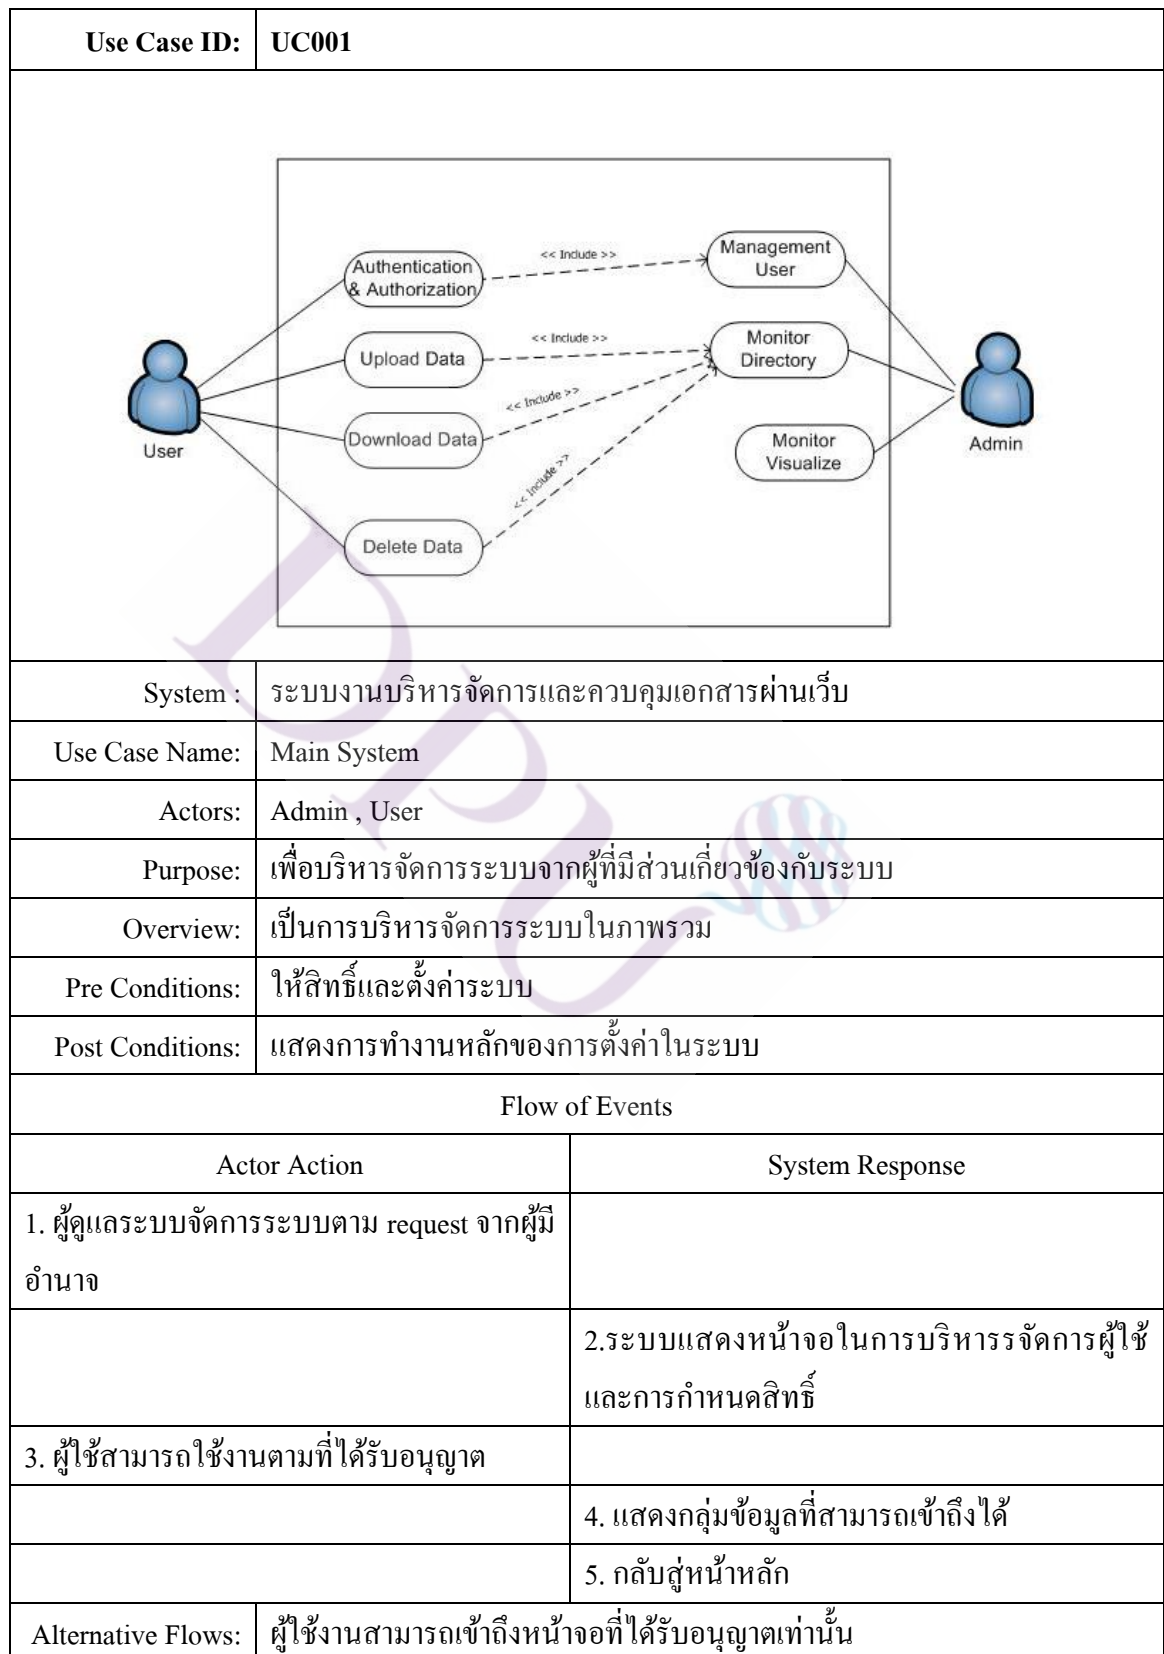 Use Case ID: UC001
Authentication
& Authorization
<< Include >>
Management
User
Upload Data
<< Include >>
Monitor
Directory
Download Data
<< Include >>
Monitor
Visualize
Delete Data
<< Include >>
User
Admin
System : ระบบงานบริหารจัดการและควบคุมเอกสารผ่านเว็บ
Use Case Name: Main System
Actors: Admin , User
Purpose: เพื่อบริหารจัดการระบบจากผู้ที่มีส่วนเกี่ยวข้องกับระบบ
Overview: เป็นการบริหารจัดการระบบในภาพรวม
Pre Conditions: ให้สิทธิ์และตั้งค่าระบบ
Post Conditions: แสดงการทำงานหลักของการตั้งค่าในระบบ
Flow of Events
Actor Action System Response
1. ผู้ดูแลระบบจัดการระบบตาม request จากผู้มี
อำนาจ
2.ระบบแสดงหน้าจอในการบริหารรจัดการผู้ใช้
และการกำหนดสิทธิ์
3. ผู้ใช้สามารถใช้งานตามที่ได้รับอนุญาต
4. แสดงกลุ่มข้อมูลที่สามารถเข้าถึงได้
5. กลับสู่หน้าหลัก
Alternative Flows: ผู้ใช้งานสามารถเข้าถึงหน้าจอที่ได้รับอนุญาตเท่านั้น
DPU